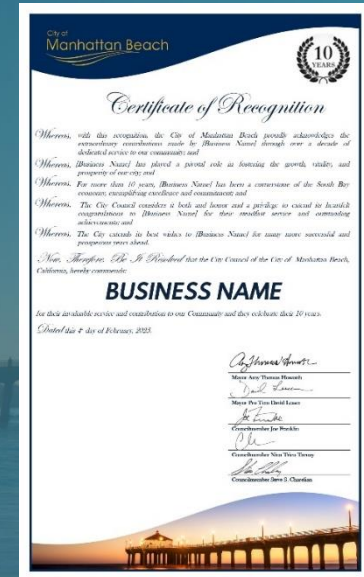 City of
Manhattan Beach
10
YEARS
Certificate of Recognition
Whereas, with this recognition, the City of Manhattan Beach proudly acknowledges the
extraordinary contributions made by [Business Name] through over a decade of
dedicated service to our community; and
Whereas, [Business Name] has played a pivotal role in fostering the growth, vitality, and
prosperity of our city; and
Whereas, For more than 10 years, [Business Name] has been a cornerstone of the South Bay
economy, exemplifying excellence and commitment; and
Whereas, The City Council considers it both and honor and a privilege to extend its heartfelt
congratulations to [Business Name] for their steadfast service and outstanding
achievements; and
Whereas, The City extends its best wishes to [Business Name] for many more successful and
prosperous years ahead.
Now, Therefore, Be It Resolved that the City Council of the City of Manhattan Beach,
California, hereby commends:
BUSINESS NAME
for their invaluable service and contribution to our Community and they celebrate their 10 years.
Dated this 4 day of February, 2025.
Mayor Amy Thomas Howorth
Mayor Pro Tem David Lesser
Councilmember Joe Franklin
Councilmember Nina Tarnay
Councilmember Steve S. Charelian